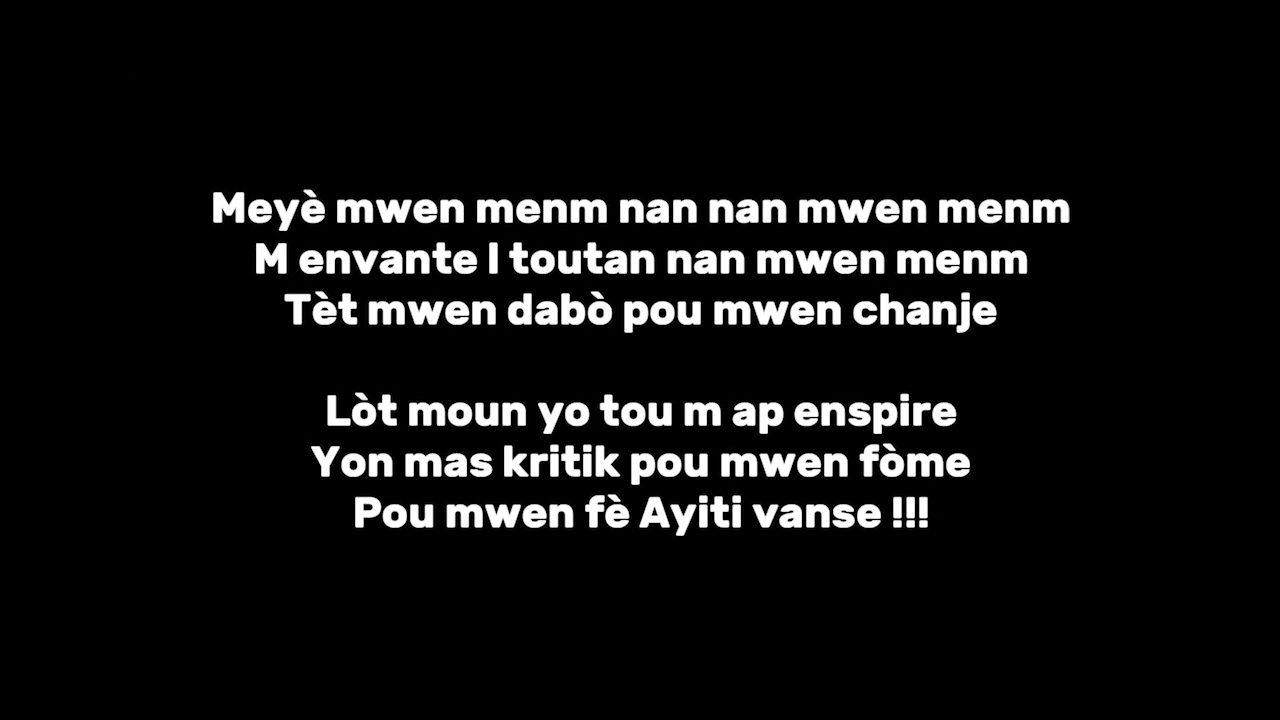 Meyè mwen menm nan nan mwen menm
M envante l toutan nan mwen menm
Tèt mwen dabò pou mwen chanje
Lòt moun yo tou m ap enspire
Yon mas kritik pou mwen fòme
Pou mwen fè Ayiti vanse !!!